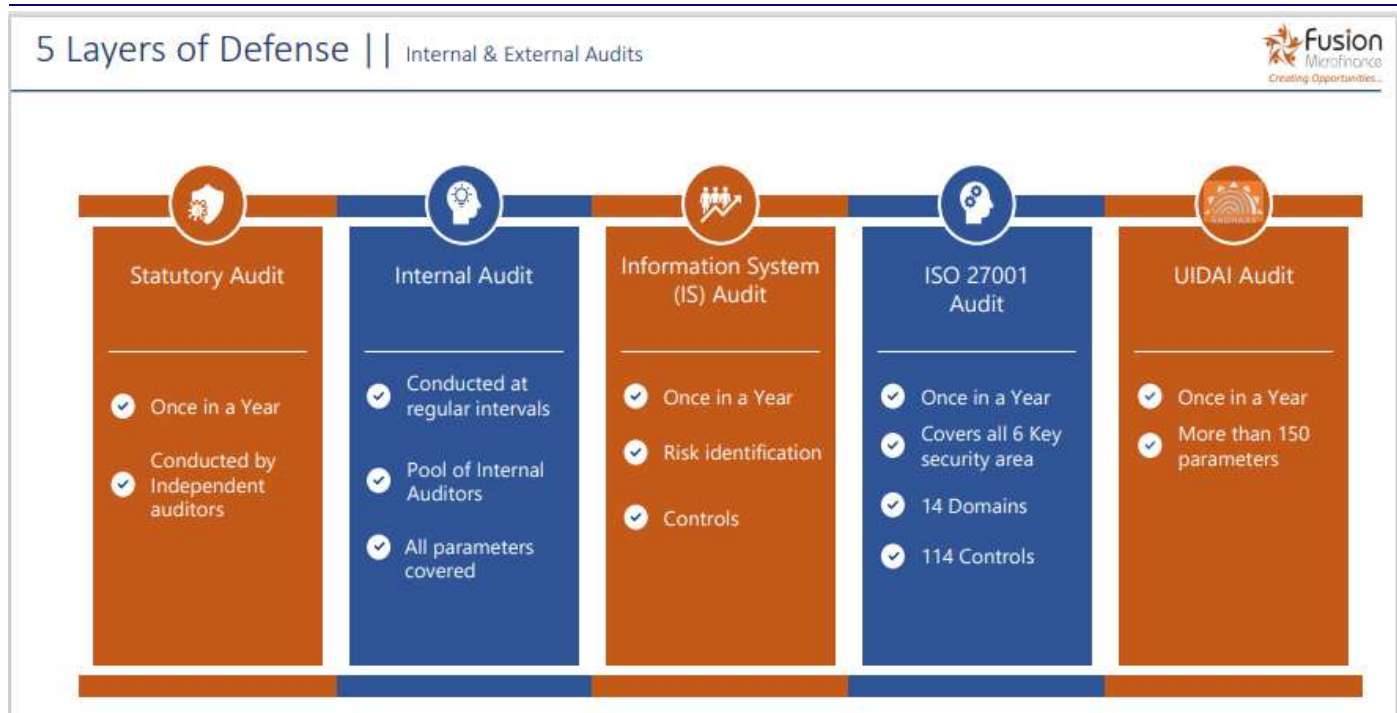 5 Layers of Defense || Internal & External Audits
Fusion
Microfinance
Creating Opportunities...
Statutory Audit
Once in a Year
Conducted by
Independent
auditors
Internal Audit
Conducted at
regular intervals
Pool of Internal
Auditors
All parameters
covered
Information System
(IS) Audit
Once in a Year
Risk identification
Controls
ISO 27001
Audit
Once in a Year
Covers all 6 Key
security area
14 Domains
114 Controls
AADHAAR
UIDAI Audit
Once in a Year
More than 150
parameters